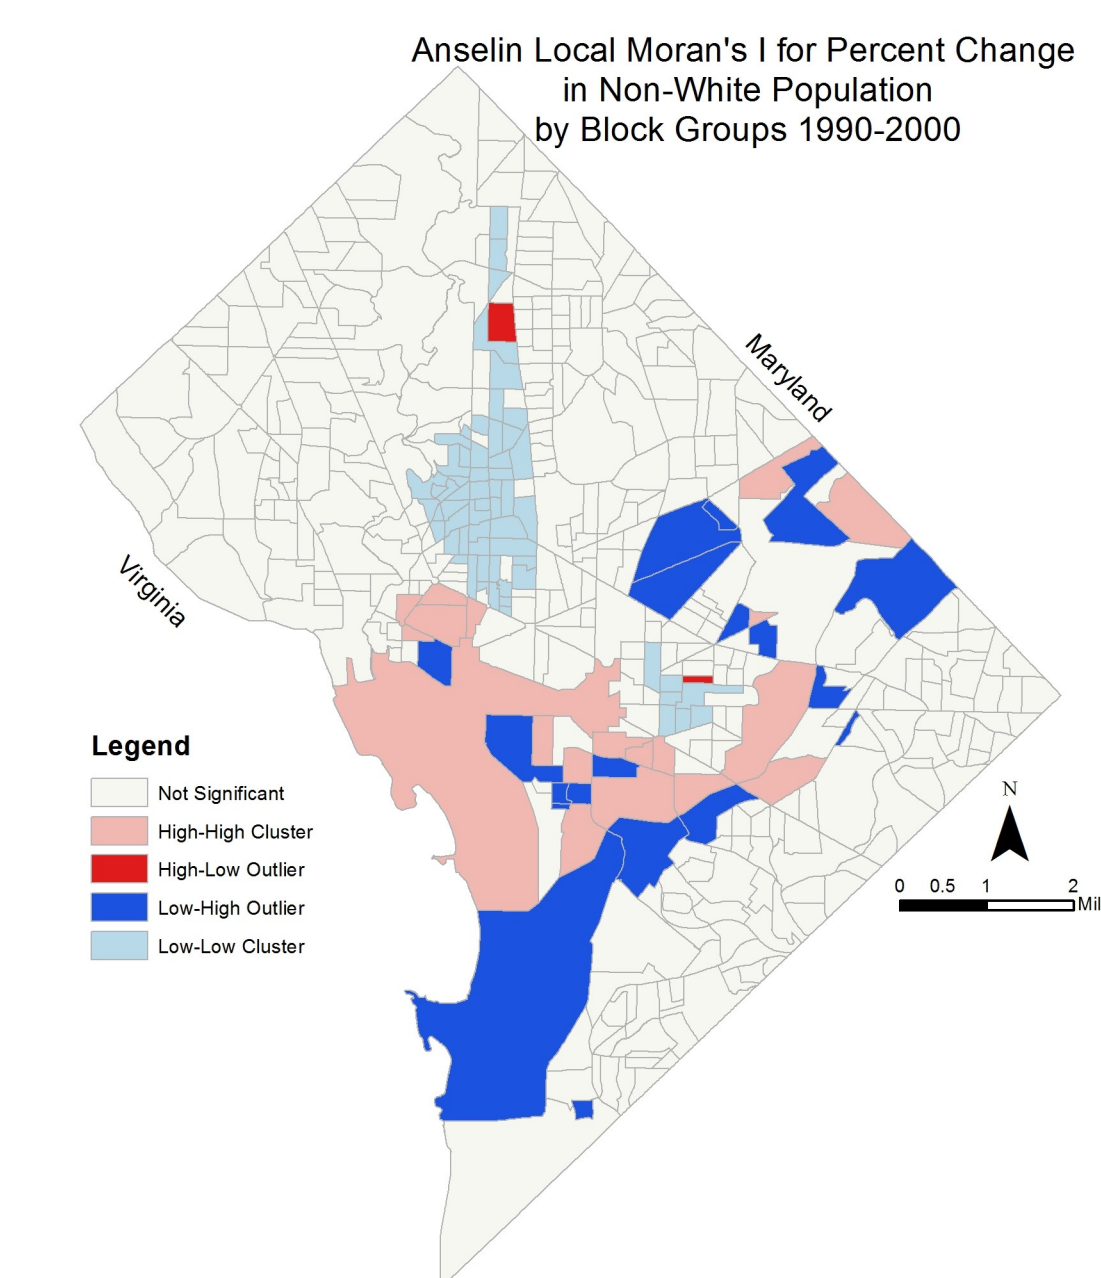 Anselin Local Moran's I for Percent Change
in Non-White Population
by Block Groups 1990-2000
Maryland
Virginia
Legend
Not Significant
High-High Cluster
High-Low Outlier
Low-High Outlier
Low-Low Cluster
N
0 0.5 1 2
Mil